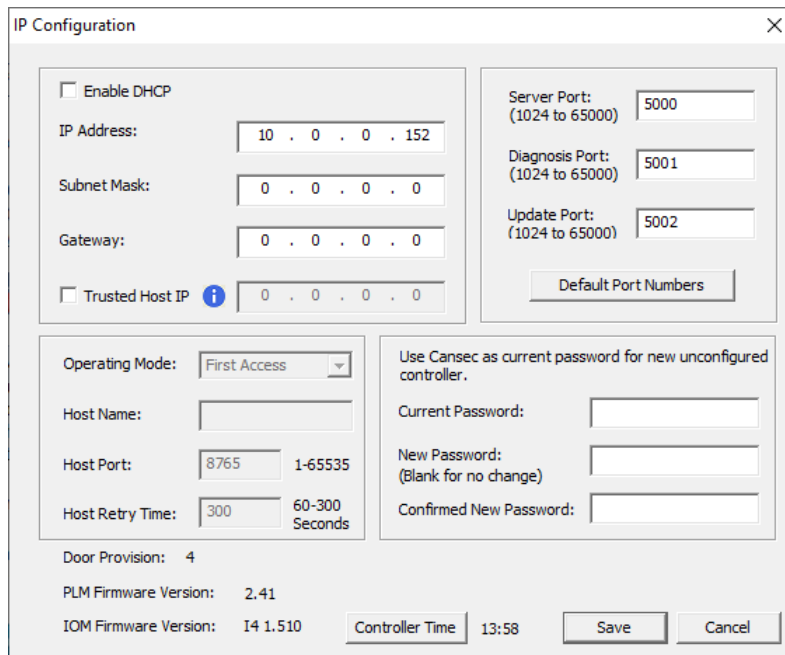 IP Configuration
Enable DHCP
IP Address:
10 . 0 . 0 . 152
Subnet Mask:
0 . 0 . 0 . 0
Gateway:
0 . 0 . 0 . 0
Trusted Host IP
0 . 0 . 0 . 0
Server Port:
(1024 to 65000)
5000
Diagnosis Port:
(1024 to 65000)
5001
Update Port:
(1024 to 65000)
5002
Default Port Numbers
Operating Mode:
First Access
Host Name:
Host Port:
8765
1-65535
Host Retry Time:
300
60-300
Seconds
Use Cansec as current password for new unconfigured
controller.
Current Password:
New Password:
(Blank for no change)
Confirmed New Password:
Door Provision: 4
PLM Firmware Version: 2.41
IOM Firmware Version: I4 1.510
Controller Time
13:58
Save
Cancel